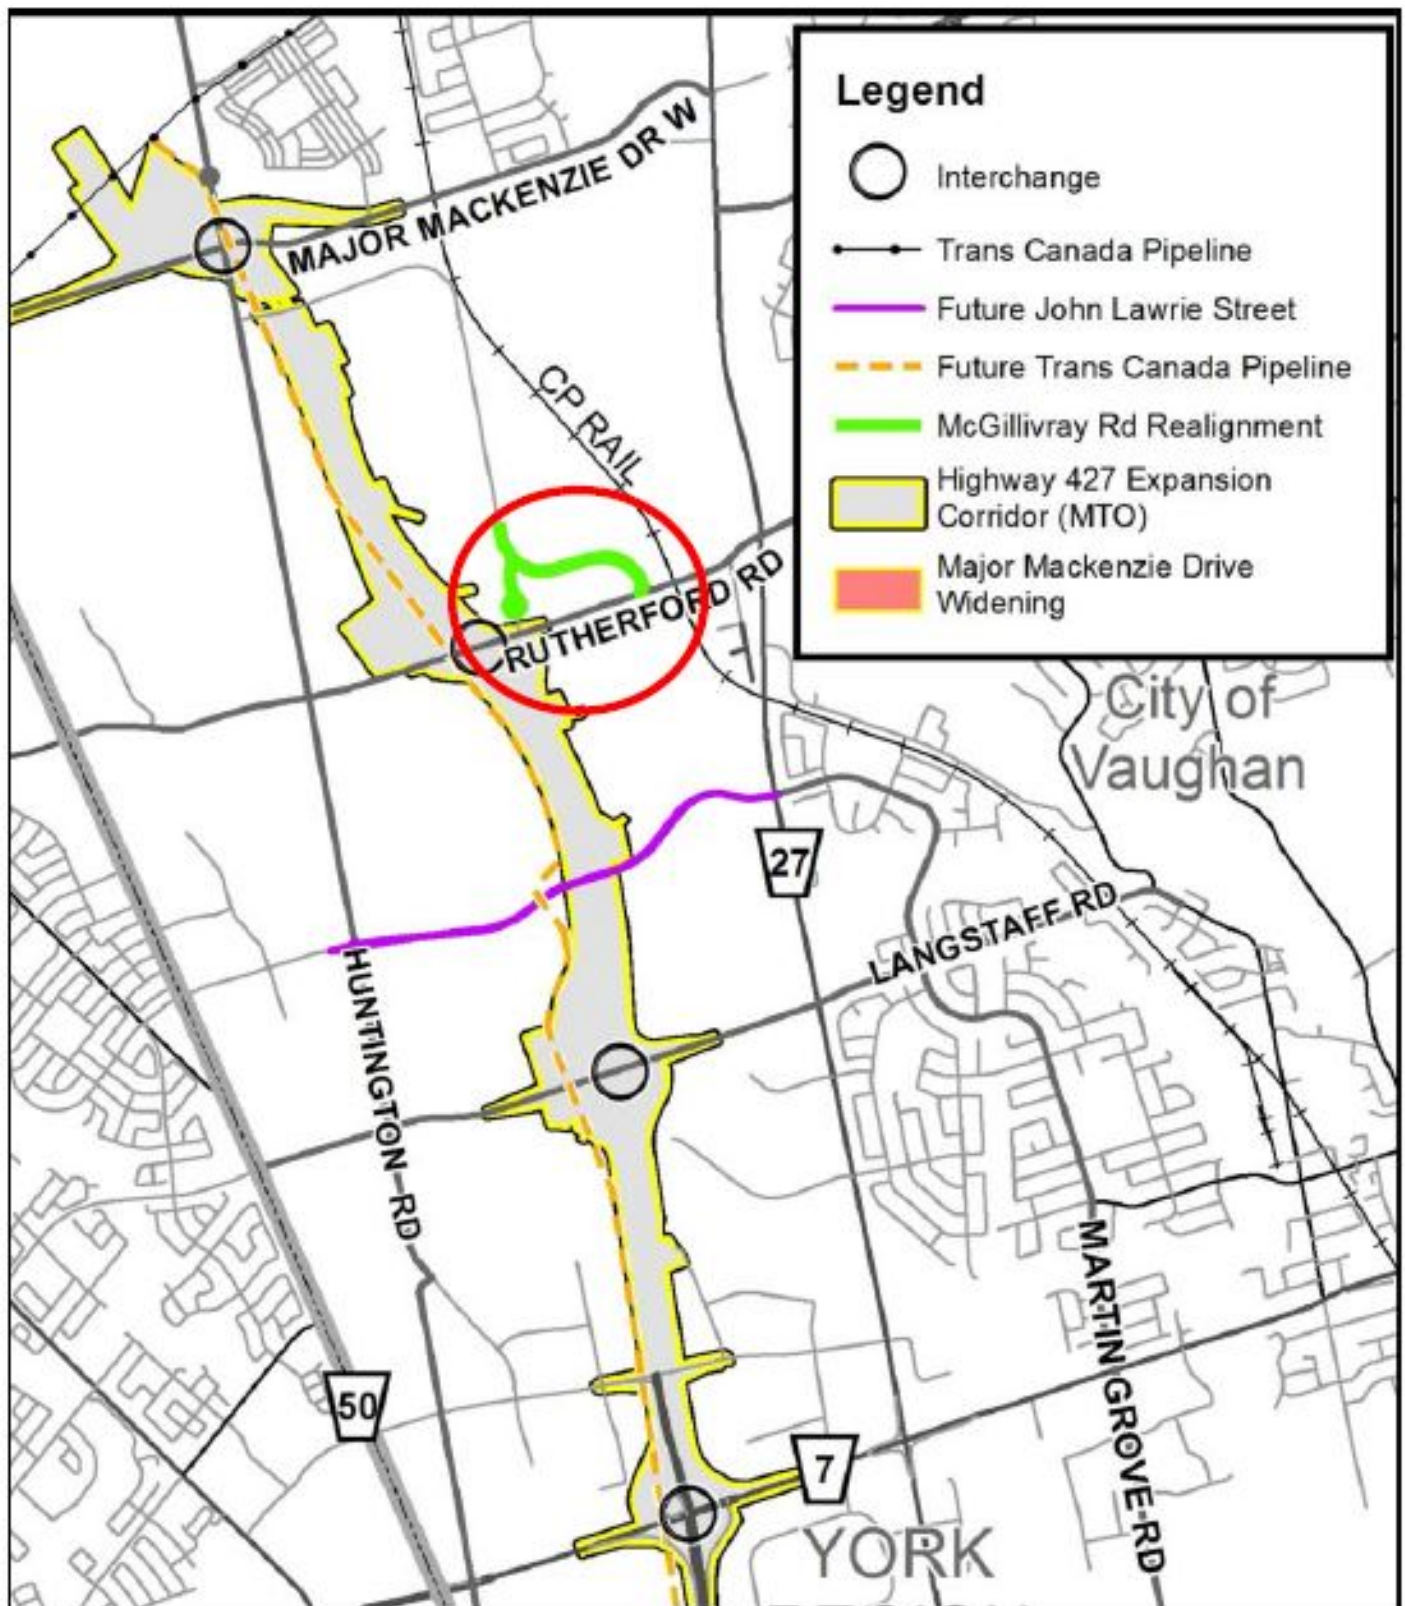 Legend
Interchange
Trans Canada Pipeline
Future John Lawrie Street
Future Trans Canada Pipeline
McGillivray Rd Realignment
Highway 427 Expansion
Corridor (MTO)
Major Mackenzie Drive
Widening
MAJOR MACKENZIE DR W
CP RAIL
RUTHERFORD RD
City of
Vaughan
27
LANGSTAFF RD
HUNTINGTON RD
MARTIN GROVE RD
50
7
YORK